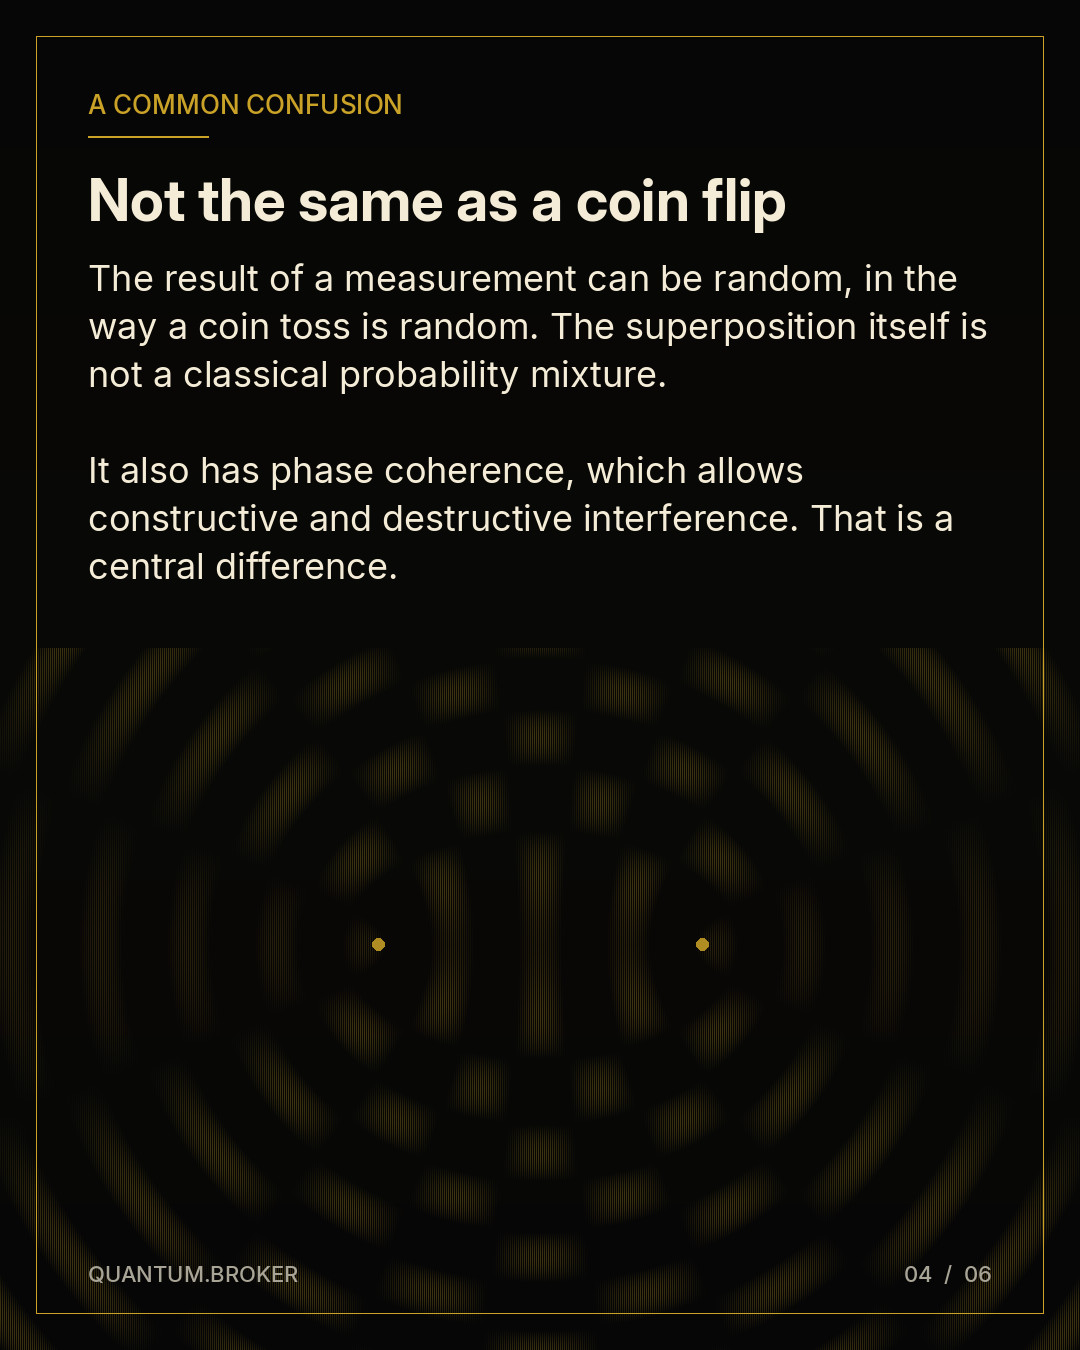 A COMMON CONFUSION
Not the same as a coin flip
The result of a measurement can be random, in the
way a coin toss is random. The superposition itself is
not a classical probability mixture.
It also has phase coherence, which allows
constructive and destructive interference. That is a
central difference.
QUANTUM.BROKER
04 / 06